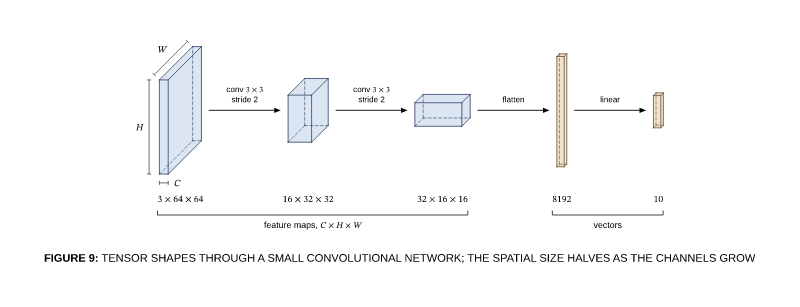 W
conv 3 × 3
stride 2
conv 3 × 3
stride 2
flatten
linear
H
C
3 × 64 × 64
16 × 32 × 32
32 × 16 × 16
8192
10
feature maps, C × H × W
vectors
FIGURE 9: TENSOR SHAPES THROUGH A SMALL CONVOLUTIONAL NETWORK; THE SPATIAL SIZE HALVES AS THE CHANNELS GROW